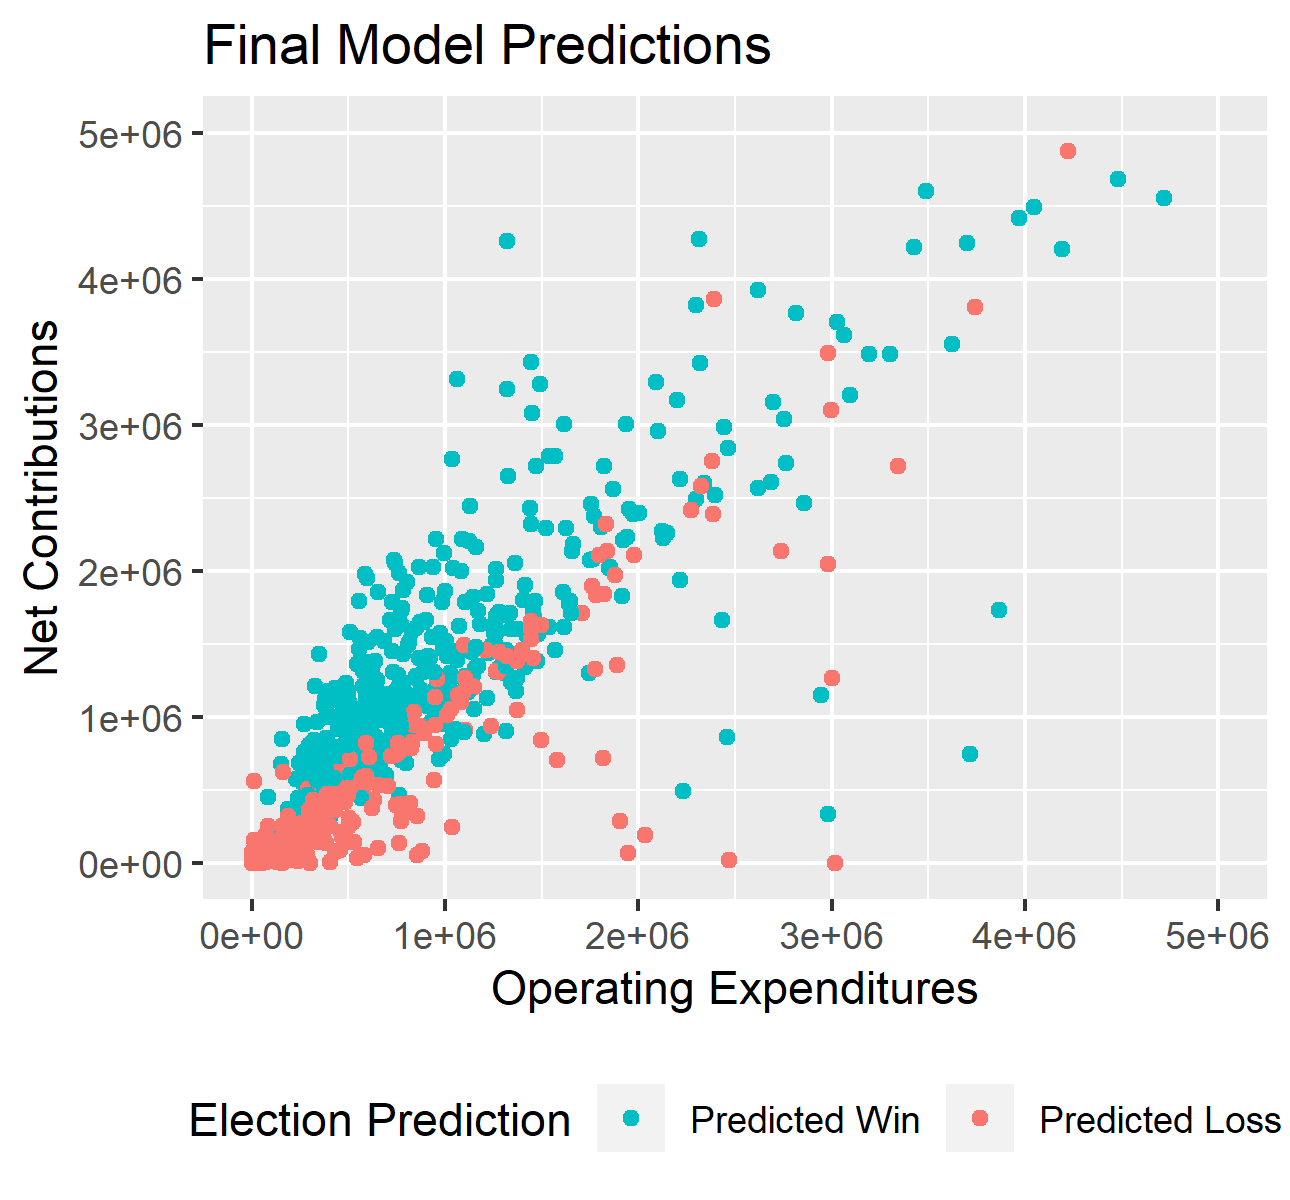 Final Model Predictions
5e+06
4e+06
3e+06
2e+06
1e+06
0e+00
Net Contributions
0e+00 1e+06 2e+06 3e+06 4e+06 5e+06
Operating Expenditures
Election Prediction Predicted Win Predicted Loss